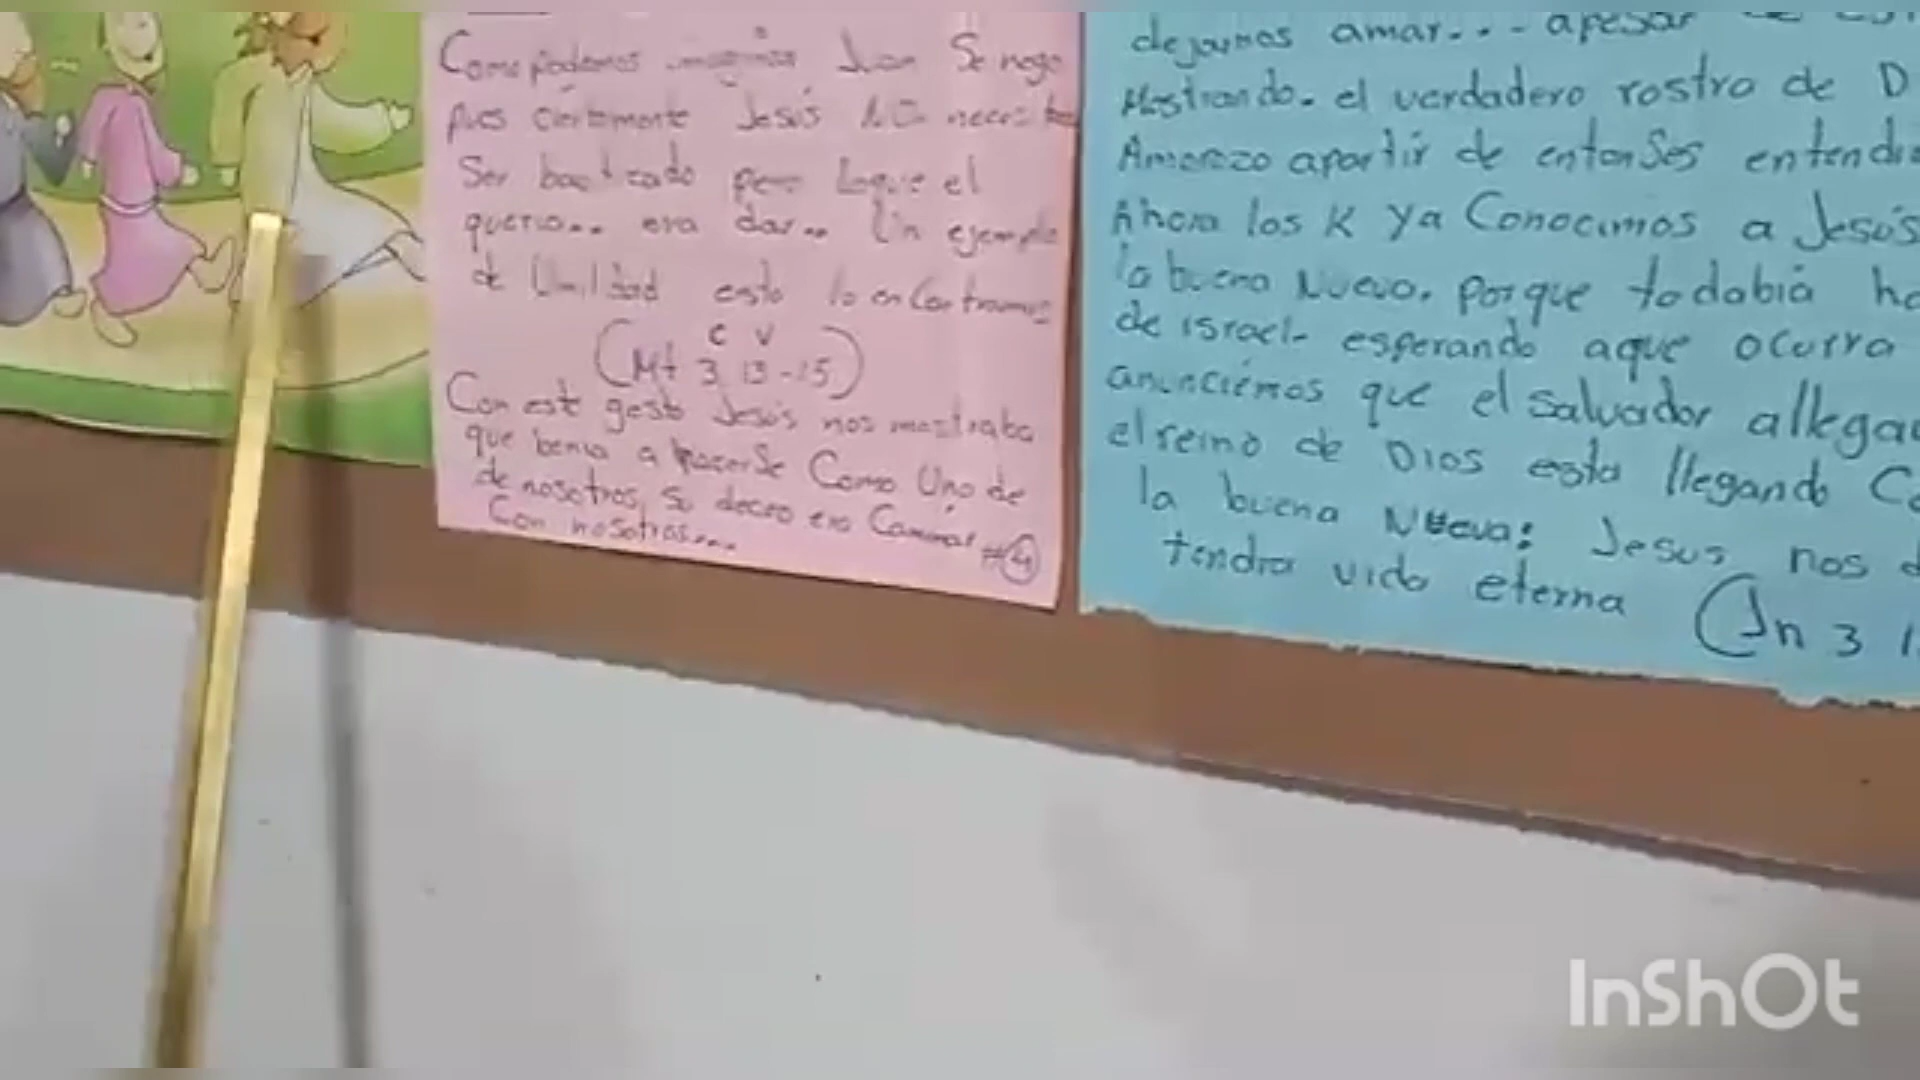 Como podemos imaginar Juan Se nego
pues ciertamente Jesús NO necesitaba
Ser bautizado pero loque el
queria... era dar... Un ejemplo
de Umildad esto lo encontramos
C V
(Mt 3 13-15)
Con este gesto Jesús nos mostraba
que benia a hacerse Como Uno de
de nosotros, su deceo era Caminar
Con nosotros...
#4
dejarnos amar... apesar de
Mostrando. el verdadero rostro de D
Amorozo apartir de entonSes
Ahora los K ya Conocimos a Jesús
la buena Nueva. porque todabiá
de israel- esperando aque ocurra
anunciémos que el salvador allega
el reino de Dios esta llegando
la buena Nueva: Jesus nos
tendra vida eterna (Jn 3
InShOt